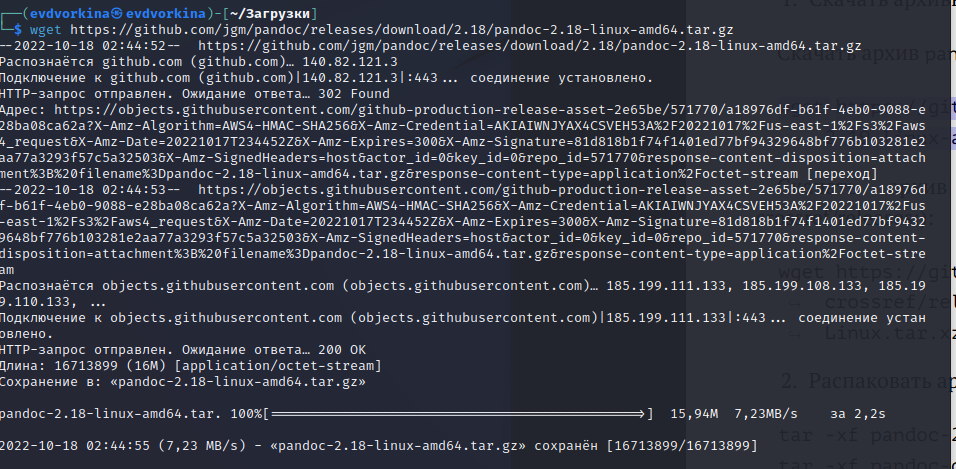 ┌──(evdvorkina㉿evdvorkina)-[~/Загрузки]
└─$ wget https://github.com/jgm/pandoc/releases/download/2.18/pandoc-2.18-linux-amd64.tar.gz
--2022-10-18 02:44:52--  https://github.com/jgm/pandoc/releases/download/2.18/pandoc-2.18-linux-amd64.tar.gz
Распознаётся github.com (github.com)… 140.82.121.3
Подключение к github.com (github.com)|140.82.121.3|:443... соединение установлено.
HTTP-запрос отправлен. Ожидание ответа… 302 Found
Адрес: https://objects.githubusercontent.com/github-production-release-asset-2e65be/571770/a18976df-b61f-4eb0-9088-e
28ba08ca62a?X-Amz-Algorithm=AWS4-HMAC-SHA256&X-Amz-Credential=AKIAIWNJYAX4CSVEH53A%2F20221017%2Fus-east-1%2Fs3%2Faws
4_request&X-Amz-Date=20221017T234452Z&X-Amz-Expires=300&X-Amz-Signature=81d818b1f74f1401ed77bf94329648bf776b103281e2
aa77a3293f57c5a32503&X-Amz-SignedHeaders=host&actor_id=0&key_id=0&repo_id=571770&response-content-disposition=attach
ment%3B%20filename%3Dpandoc-2.18-linux-amd64.tar.gz&response-content-type=application%2Foctet-stream [переход]
--2022-10-18 02:44:53--  https://objects.githubusercontent.com/github-production-release-asset-2e65be/571770/a18976d
f-b61f-4eb0-9088-e28ba08ca62a?X-Amz-Algorithm=AWS4-HMAC-SHA256&X-Amz-Credential=AKIAIWNJYAX4CSVEH53A%2F20221017%2Fus
-east-1%2Fs3%2Faws4_request&X-Amz-Date=20221017T234452Z&X-Amz-Expires=300&X-Amz-Signature=81d818b1f74f1401ed77bf9432
9648bf776b103281e2aa77a3293f57c5a32503&X-Amz-SignedHeaders=host&actor_id=0&key_id=0&repo_id=571770&response-content-
disposition=attachment%3B%20filename%3Dpandoc-2.18-linux-amd64.tar.gz&response-content-type=application%2Foctet-stre
am
Распознаётся objects.githubusercontent.com (objects.githubusercontent.com)… 185.199.111.133, 185.199.108.133, 185.19
9.110.133, ...
Подключение к objects.githubusercontent.com (objects.githubusercontent.com)|185.199.111.133|:443... соединение устан
овлено.
HTTP-запрос отправлен. Ожидание ответа… 200 OK
Длина: 16713899 (16M) [application/octet-stream]
Сохранение в: «pandoc-2.18-linux-amd64.tar.gz»
pandoc-2.18-linux-amd64.tar. 100%[===================================================>]  15,94M  7,23MB/s    за 2,2s
2022-10-18 02:44:55 (7,23 MB/s) - «pandoc-2.18-linux-amd64.tar.gz» сохранён [16713899/16713899]
1. Скачать
Скачать архив
wget https://git
crossref/rel
Linux.tar.xz
2. Распаковать
tar -xf
tar -xf